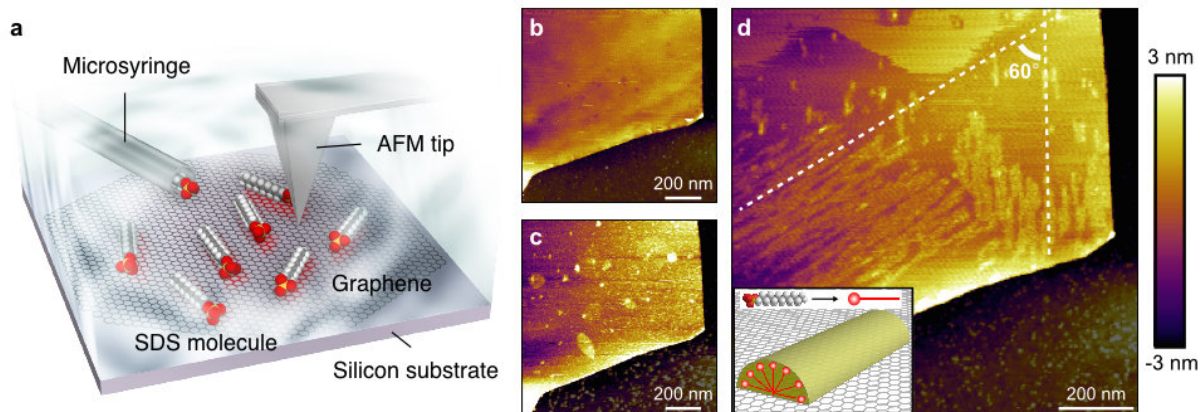 a
Microsyringe
AFM tip
Graphene
SDS molecule
Silicon substrate
b
200 nm
c
200 nm
d
60°
200 nm
3 nm
-3 nm